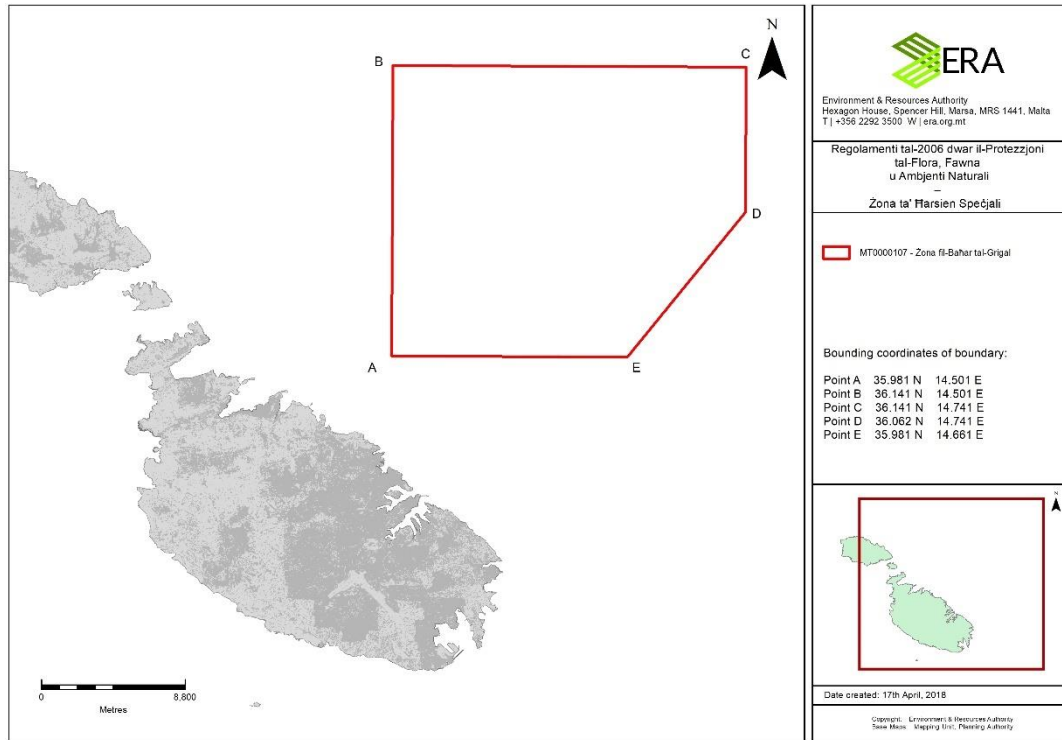 B
C
N
D
A
E
0
8,800
Metres
ERA
Environment & Resources Authority
Hexagon House, Spencer Hill, Marsa, MRS 1441, Malta
T | +356 2292 3500 W | era.org.mt
Regolamenti tal-2006 dwar il-Protezzjoni
tal-Flora, Fawna
u Ambjenti Naturali
–
Żona ta' Ħarsien Speċjali
MT0000107 - Żona fil-Baħar tal-Grigal
Bounding coordinates of boundary:
Point A 35.981 N 14.501 E
Point B 36.141 N 14.501 E
Point C 36.141 N 14.741 E
Point D 36.062 N 14.741 E
Point E 35.981 N 14.661 E
N
Date created: 17th April, 2018
Copyright: Environment & Resources Authority
Base Maps: Mapping Unit, Planning Authority